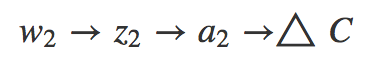 w₂ → z₂ → a₂ →△ C